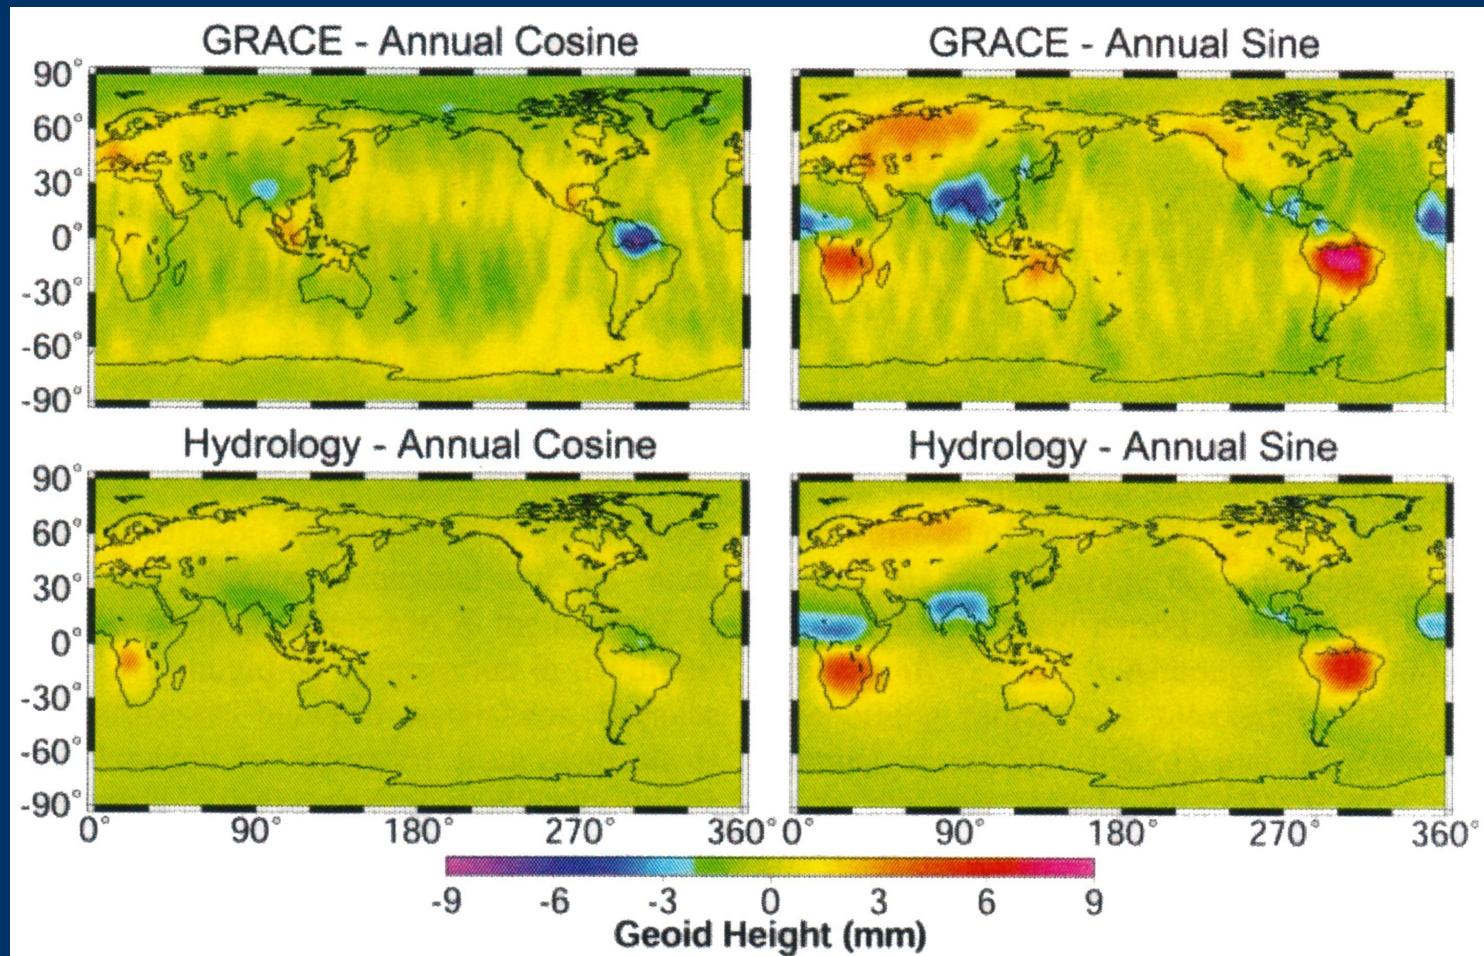 GRACE - Annual Cosine
GRACE - Annual Sine
90°
60°
30°
0°
-30°
-60°
-90°
Hydrology - Annual Cosine
Hydrology - Annual Sine
90°
60°
30°
0°
-30°
-60°
-90°
0° 90° 180° 270° 360°
0° 90° 180° 270° 360°
-9 -6 -3 0 3 6 9
Geoid Height (mm)